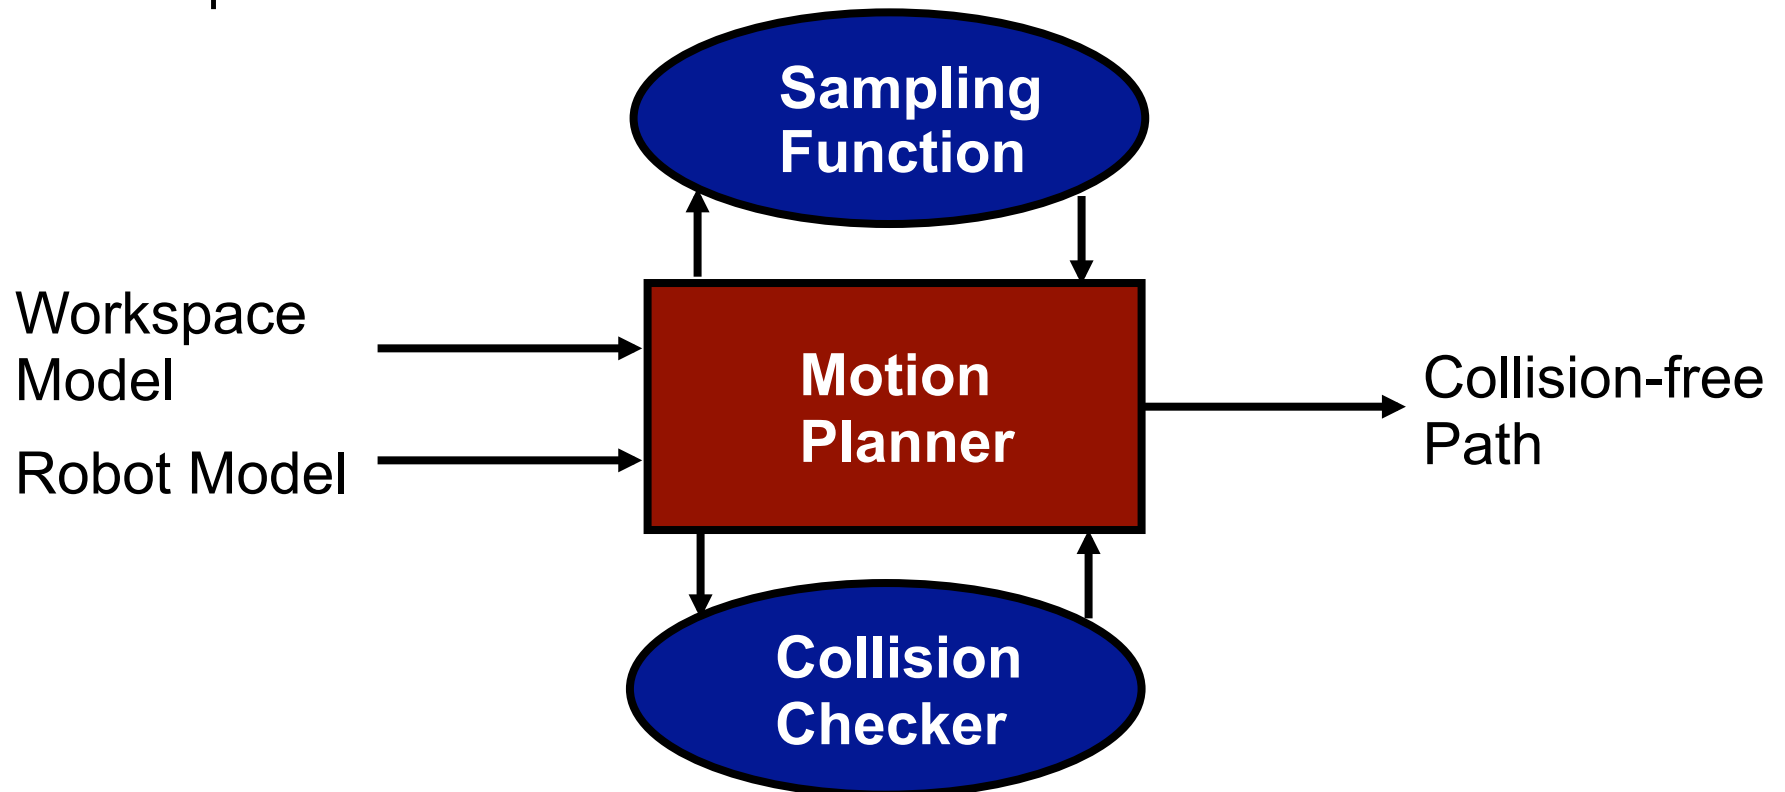 Sampling
Function
Workspace
Model
Robot Model
Motion
Planner
Collision-free
Path
Collision
Checker